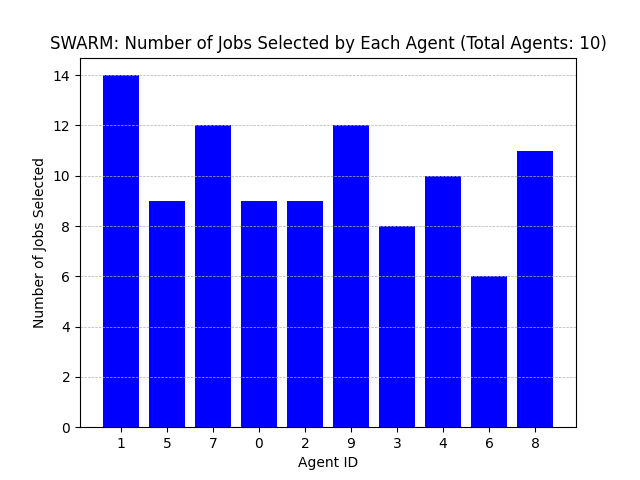 SWARM: Number of Jobs Selected by Each Agent (Total Agents: 10)
Number of Jobs Selected
14
12
10
8
6
4
2
0
1 5 7 0 2 9 3 4 6 8
Agent ID